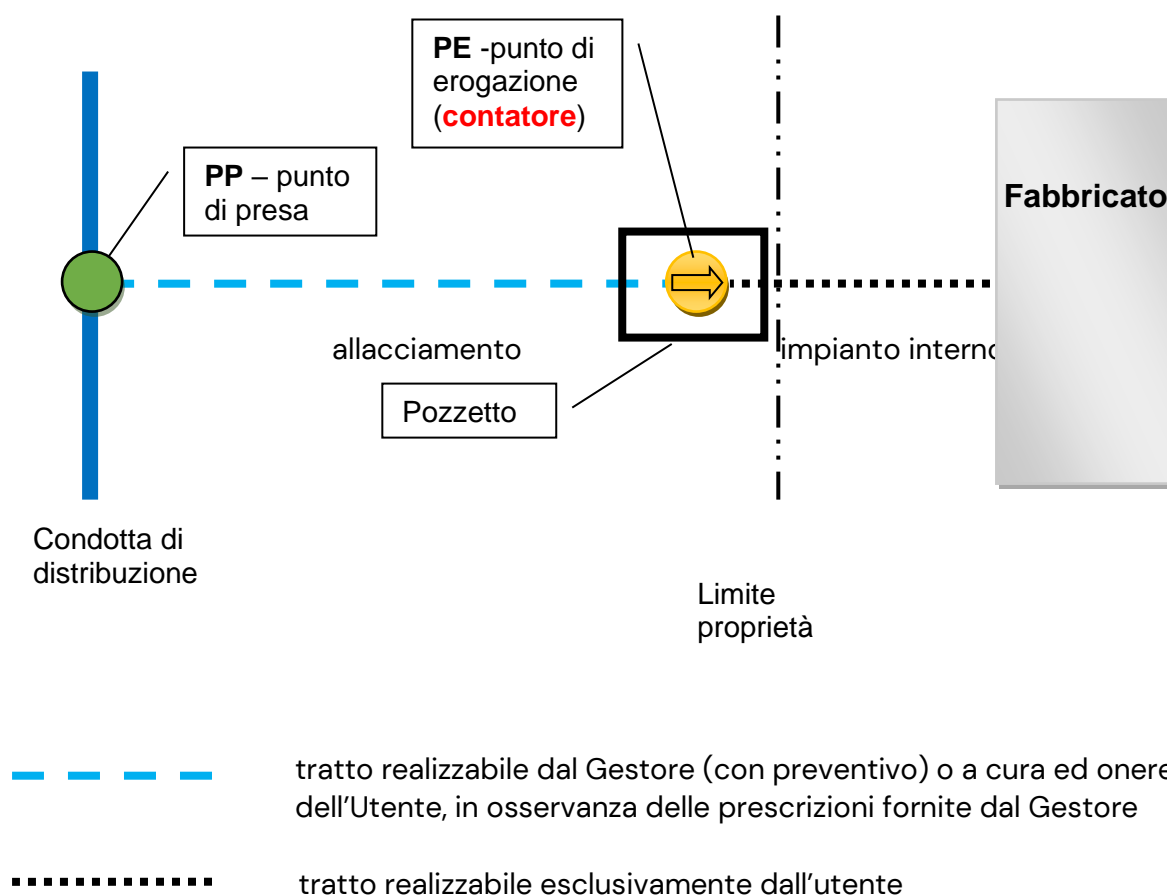 PE -punto di
erogazione
(contatore)
PP – punto
di presa
Fabbricato
allacciamento
impianto interno
Pozzetto
Condotta di
distribuzione
Limite
proprietà
tratto realizzabile dal Gestore (con preventivo) o a cura ed onere
dell’Utente, in osservanza delle prescrizioni fornite dal Gestore
tratto realizzabile esclusivamente dall’utente